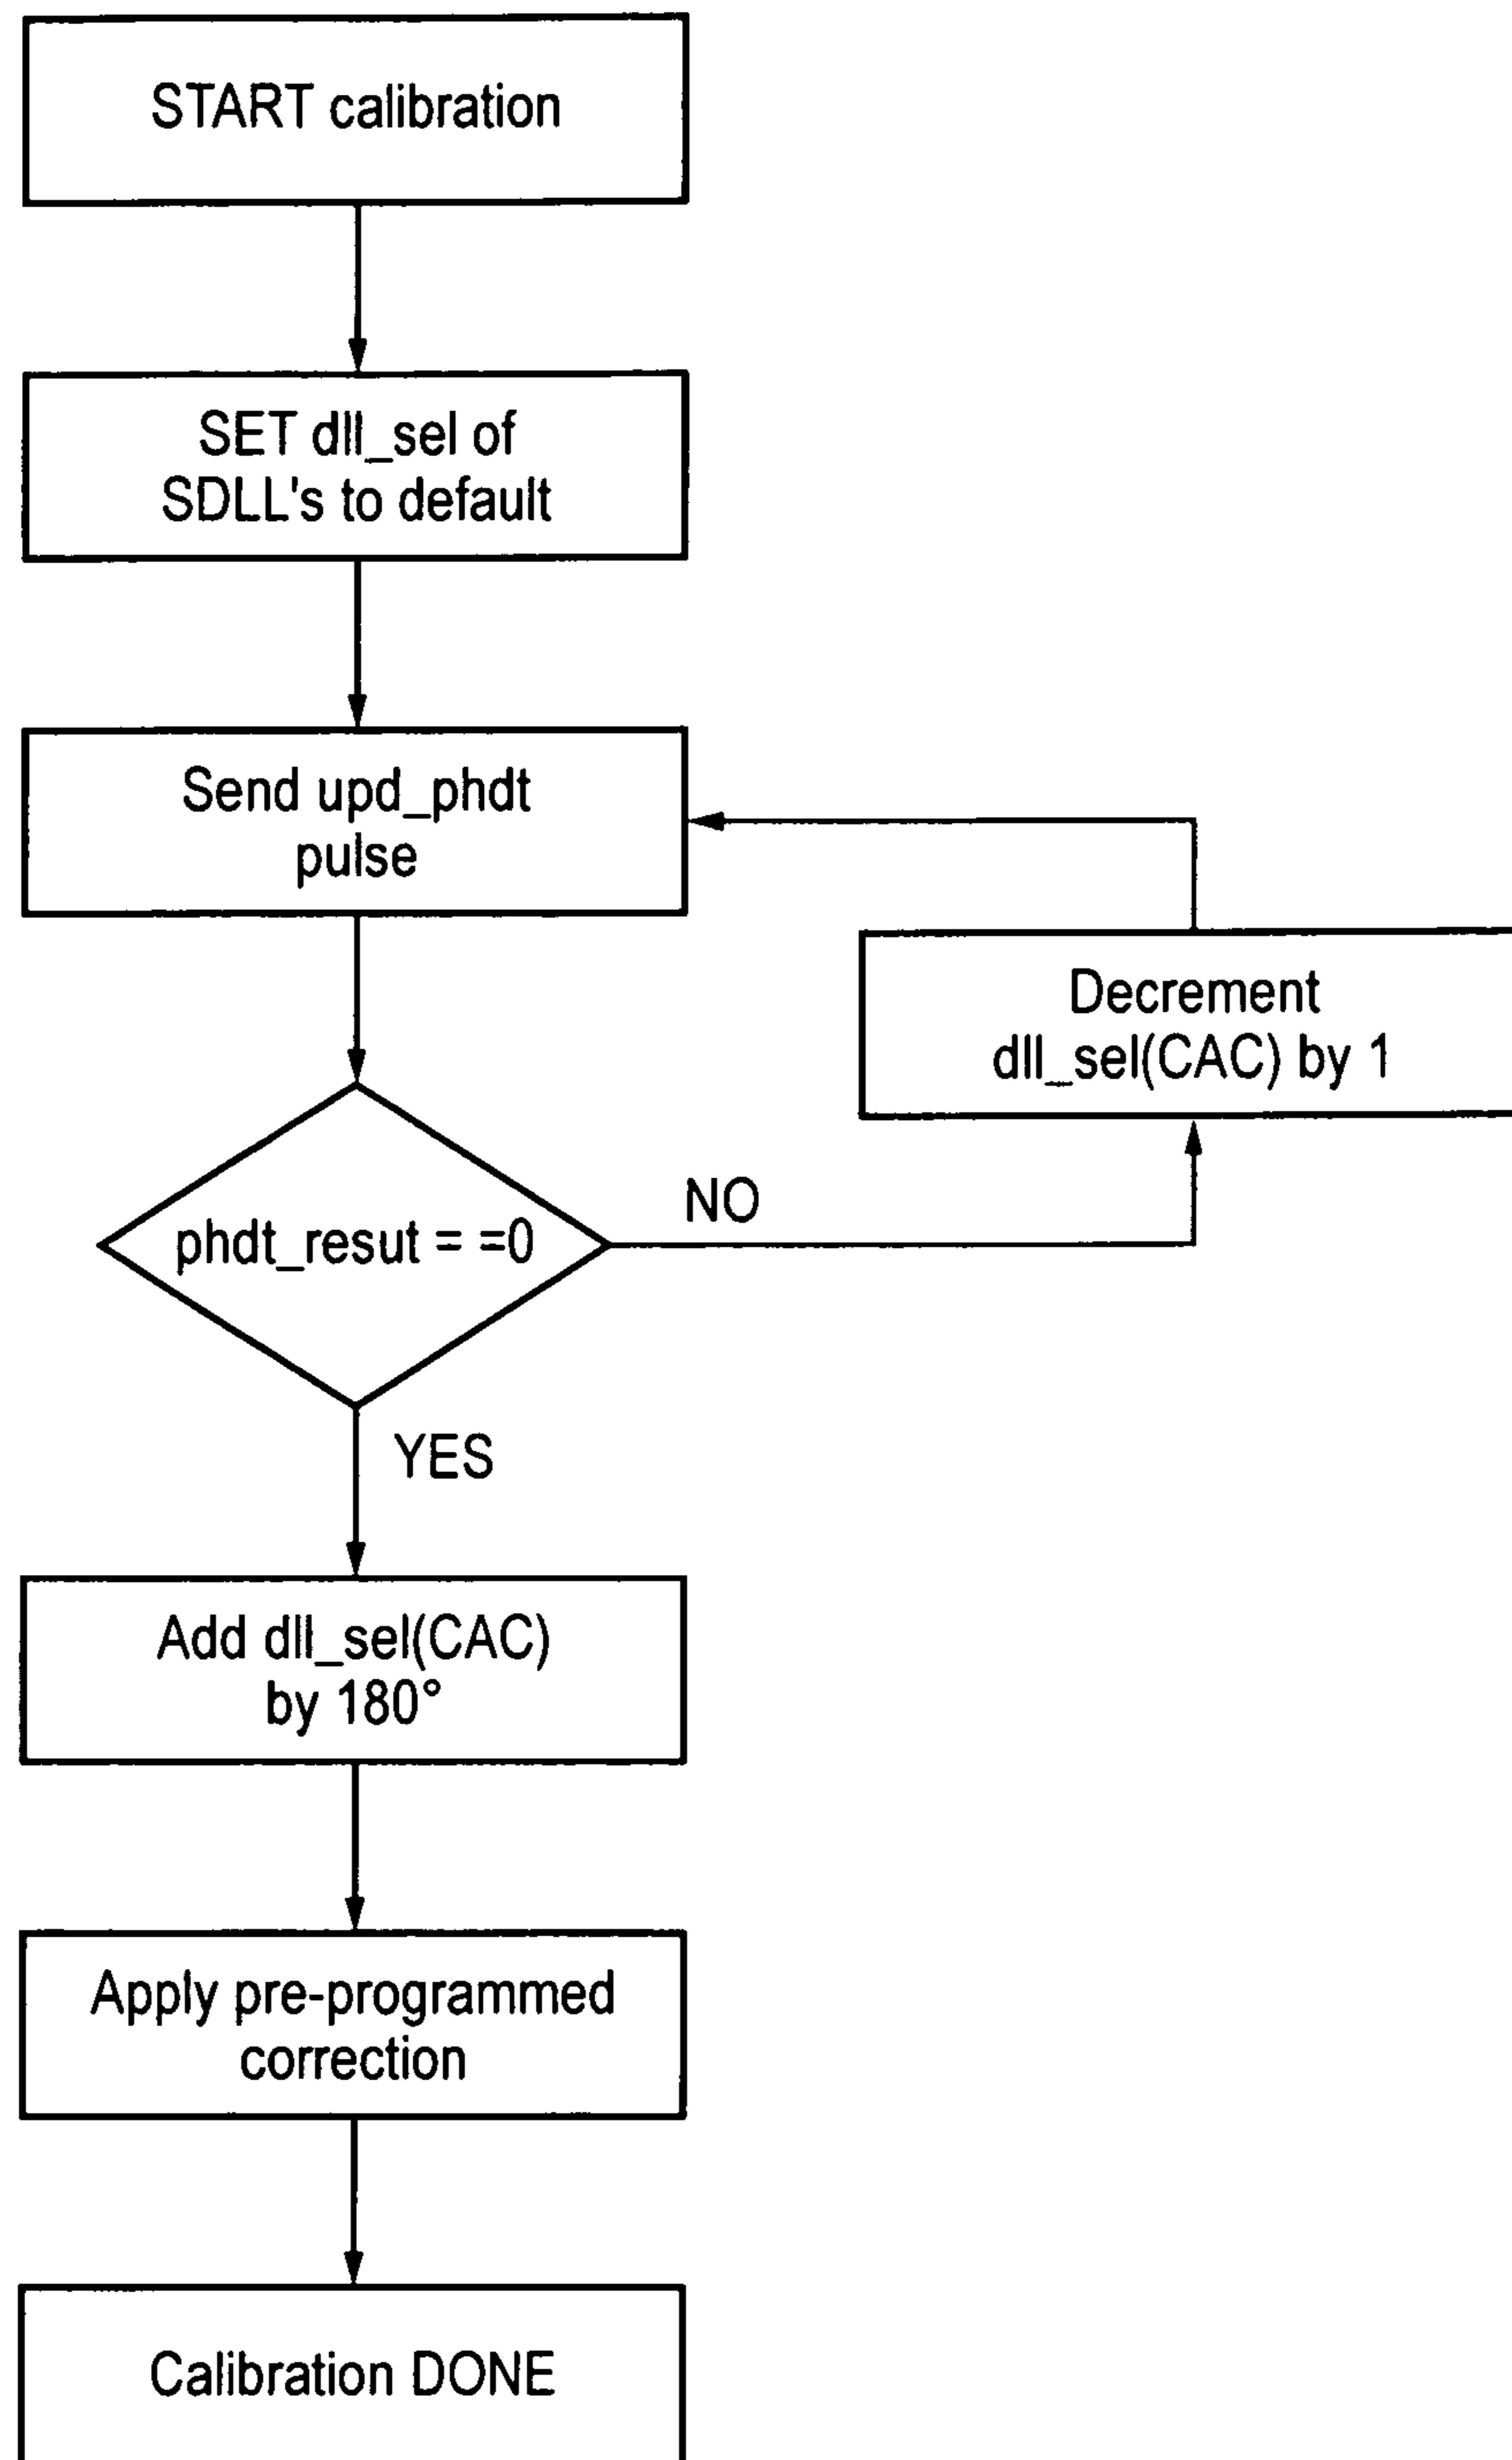 START calibration
SET dll_sel of
SDLL's to default
Send upd_phdt
pulse
Decrement
dll_sel(CAC) by 1
phdt_resut = =0
NO
YES
Add dll_sel(CAC)
by 180°
Apply pre-programmed
correction
Calibration DONE